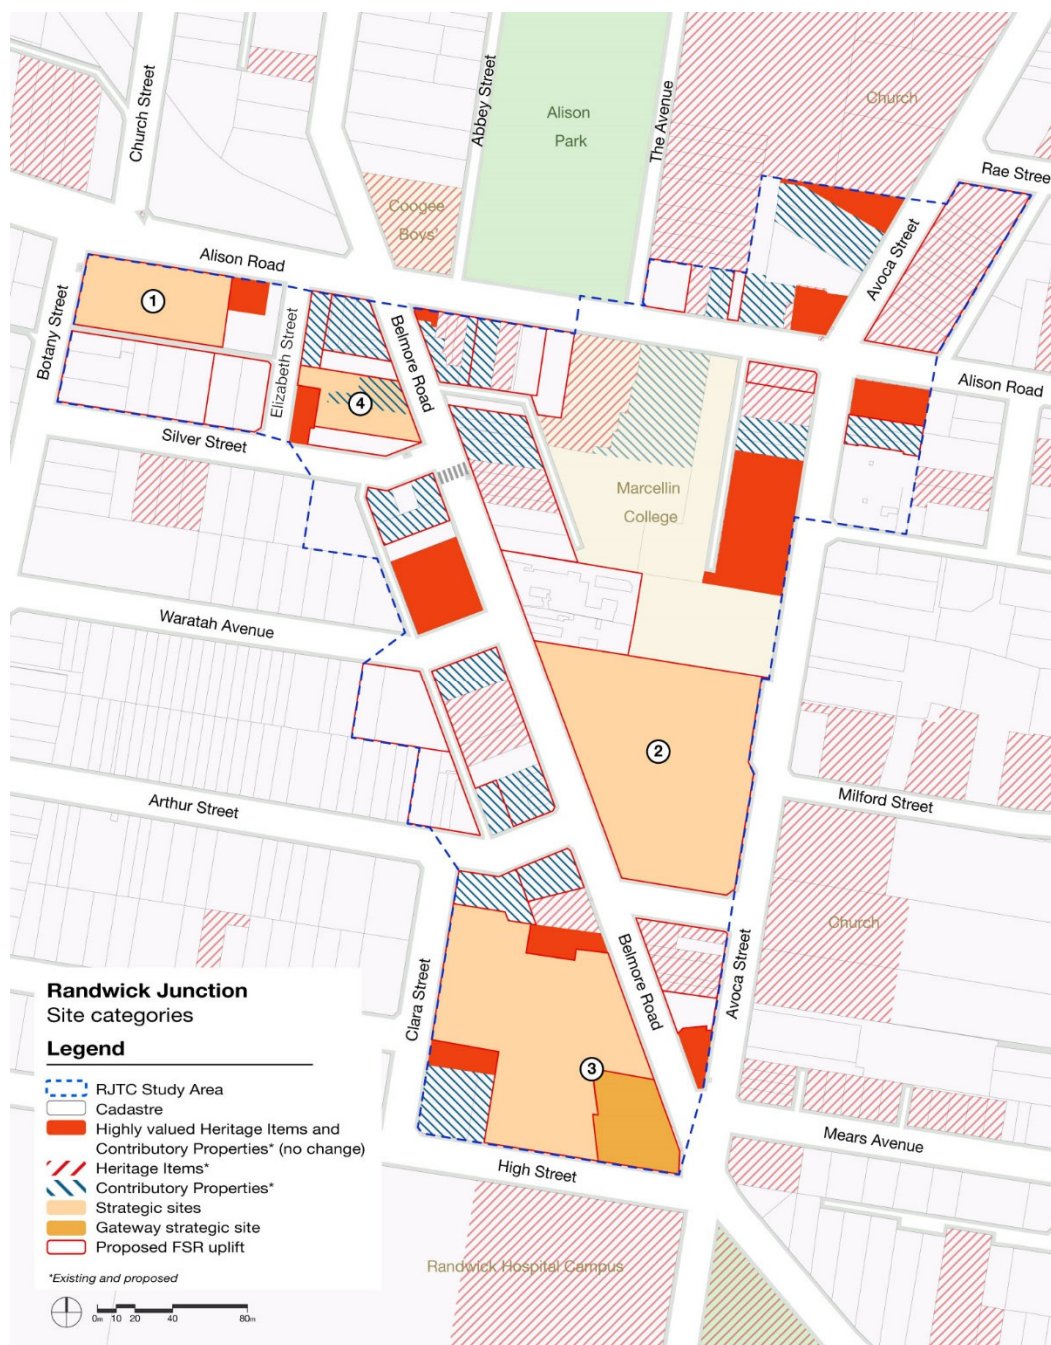 Church Street
Abbey Street
Alison
Park
The Avenue
Church
Rae Stree
Coogee
Boys'
Avoca Street
Alison Road
1
Botany Street
Elizabeth Street
Belmore Road
4
Alison Road
Silver Street
Marcellin
College
Waratah Avenue
2
Arthur Street
Milford Street
Church
Belmore Road
Avoca Street
Clara Street
3
Mears Avenue
High Street
Randwick Hospital Campus
Randwick Junction
Site categories
Legend
RJTC Study Area
Cadastre
Highly valued Heritage Items and
Contributory Properties* (no change)
Heritage Items*
Contributory Properties*
Strategic sites
Gateway strategic site
Proposed FSR uplift
*Existing and proposed
0m 10 20 40 80m